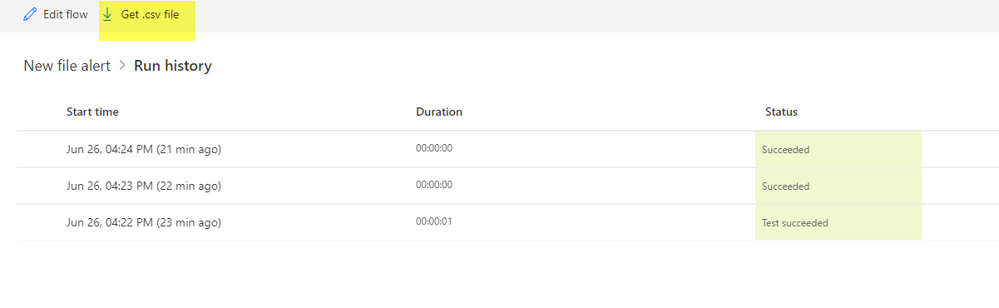 Edit flow Get .csv file
New file alert > Run history
Start time Duration Status
Jun 26, 04:24 PM (21 min ago) 00:00:00 Succeeded
Jun 26, 04:23 PM (22 min ago) 00:00:00 Succeeded
Jun 26, 04:22 PM (23 min ago) 00:00:01 Test succeeded